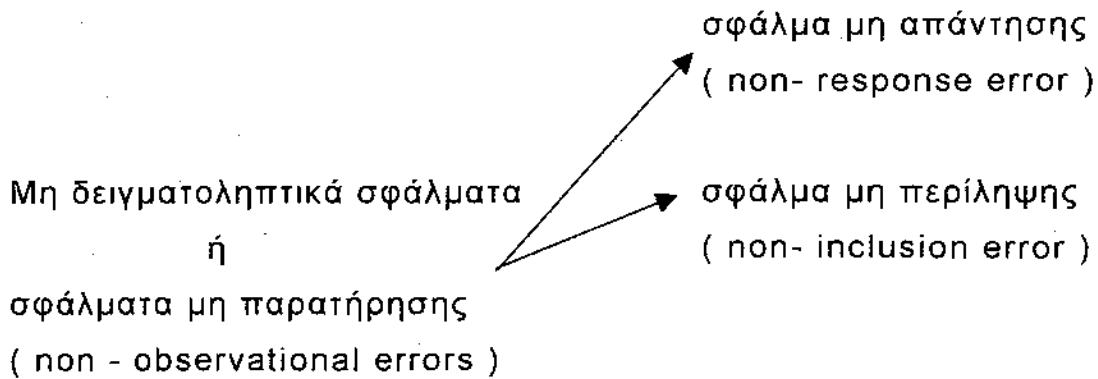 σφάλμα μη απάντησης
( non- response error )
Μη δειγματοληπτικά σφάλματα
ή
σφάλματα μη παρατήρησης
( non - observational errors )
σφάλμα μη περίληψης
( non- inclusion error )